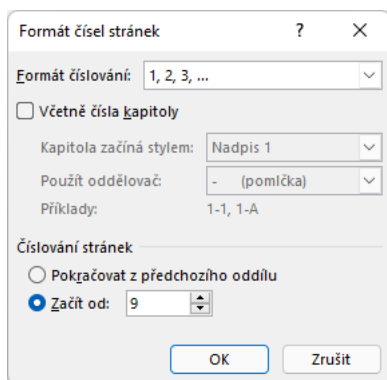 Formát čísel stránek ?
Formát číslování: 1, 2, 3, ...
Včetně čísla kapitoly
Kapitola začíná stylem: Nadpis 1
Použít oddělovač: - (pomlčka)
Příklady: 1-1, 1-A
Číslování stránek
Pokračovat z předchozího oddílu
Začít od: 9
OK Zrušit